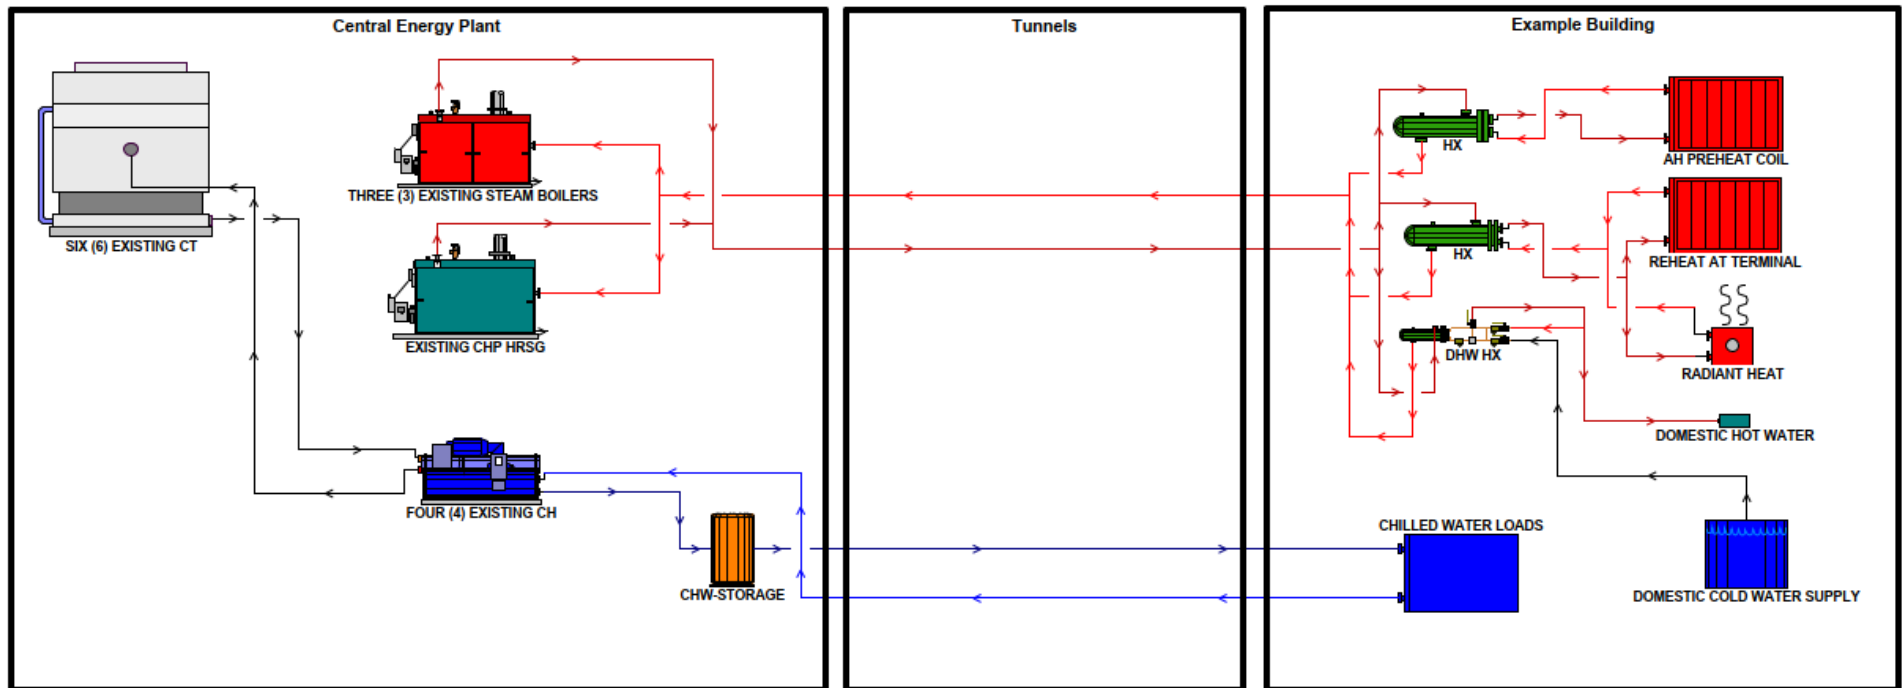 Central Energy Plant
Tunnels
Example Building
THREE (3) EXISTING STEAM BOILERS
SIX (6) EXISTING CT
EXISTING CHP HRSG
FOUR (4) EXISTING CH
CHW-STORAGE
HX
AH PREHEAT COIL
HX
REHEAT AT TERMINAL
DHW HX
RADIANT HEAT
DOMESTIC HOT WATER
CHILLED WATER LOADS
DOMESTIC COLD WATER SUPPLY